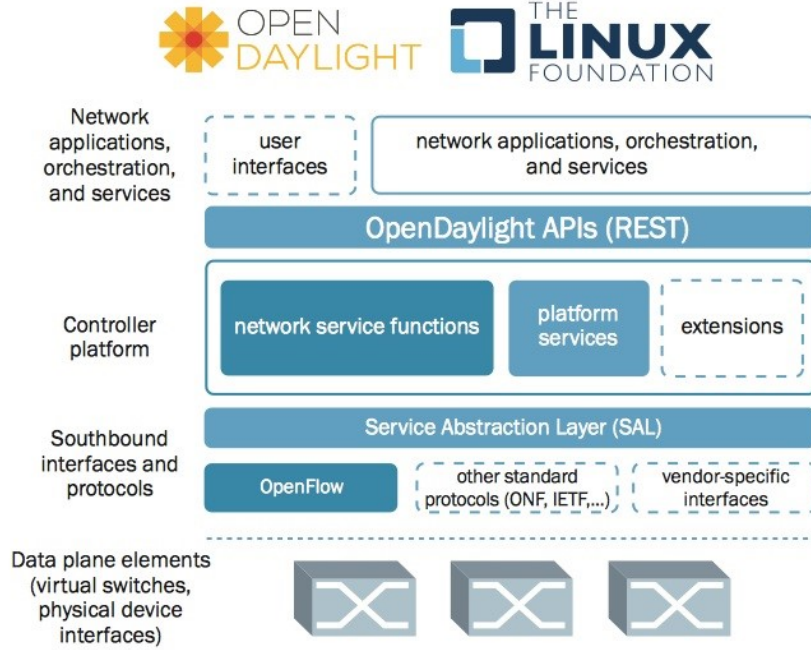 OPEN
DAYLIGHT
THE
LINUX
FOUNDATION
Network
applications,
orchestration,
and services
user
interfaces
network applications, orchestration,
and services
OpenDaylight APIs (REST)
Controller
platform
network service functions
platform
services
extensions
Southbound
interfaces and
protocols
Service Abstraction Layer (SAL)
OpenFlow
other standard
protocols (ONF, IETF,...)
vendor-specific
interfaces
Data plane elements
(virtual switches,
physical device
interfaces)